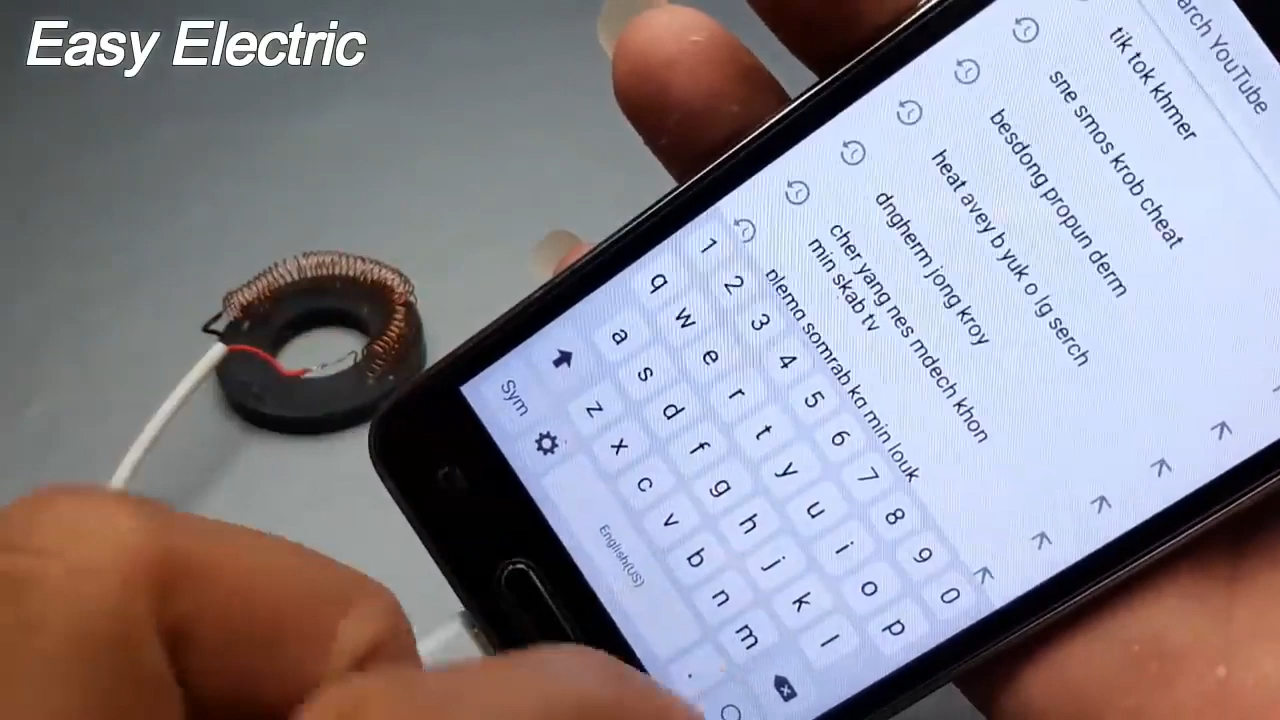 Easy Electric
arch YouTube
tik tok khmer
sne smos krob cheat
besdong propun derm
heat avey b yuk o lg serch
dngherm jong kroy
cher yang nes mdech khon
min skab tv
plema somrab ka min louk
1 2 3 4 5 6 7 8 9 0
q w e r t y u i o p
a s d f g h j k l
z x c v b n m
Sym
English(US)
.